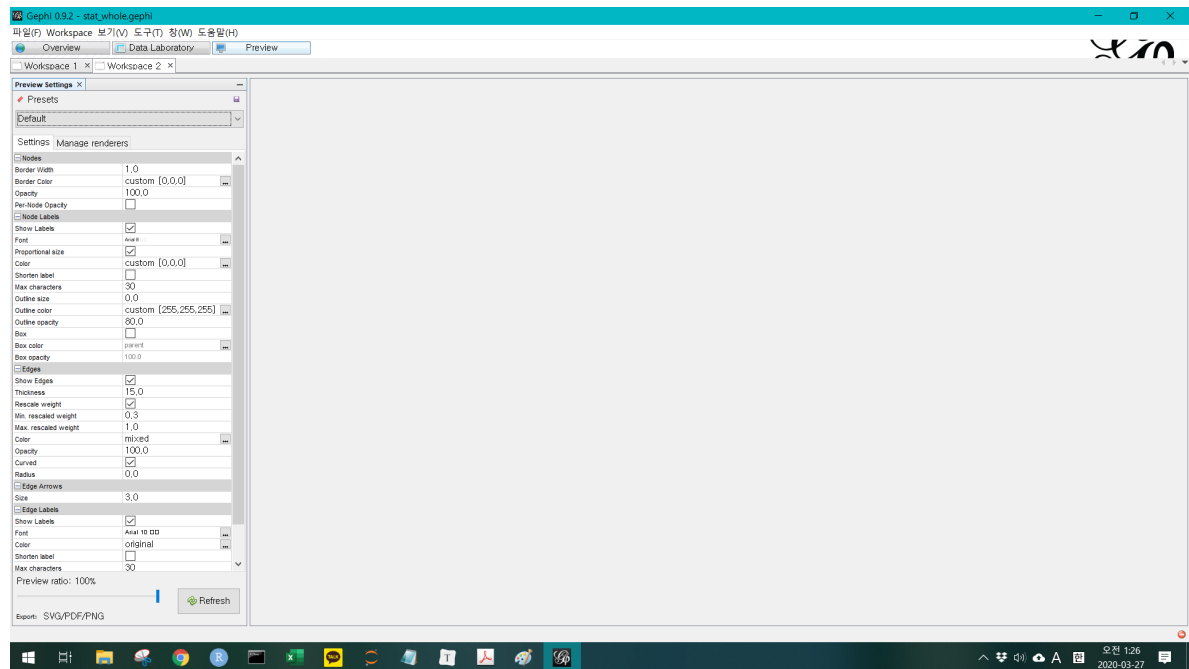 Gephi 0.9.2 - stat_whole.gephi
파일(F) Workspace 보기(V) 도구(T) 창(W) 도움말(H)
Overview Data Laboratory Preview
Workspace 1 × Workspace 2 ×
Preview Settings ×
Presets
Default
Settings Manage renderers
Nodes
Border Width 1.0
Border Color custom [0,0,0] ...
Opacity 100.0
Per-Node Opacity
Node Labels
Show Labels
Font Arial 8 ...
Proportional size
Color custom [0,0,0] ...
Shorten label
Max characters 30
Outline size 0.0
Outline color custom [255,255,255] ...
Outline opacity 80.0
Box
Box color parent ...
Box opacity 100.0
Edges
Show Edges
Thickness 15.0
Rescale weight
Min. rescaled weight 0.3
Max. rescaled weight 1.0
Color mixed ...
Opacity 100.0
Curved
Radius 0.0
Edge Arrows
Size 3.0
Edge Labels
Show Labels
Font Arial 10 □□ ...
Color original ...
Shorten label
Max characters 30
Preview ratio: 100%
Refresh
Export: SVG/PDF/PNG
R TALK T A 한 오전 1:26
2020-03-27